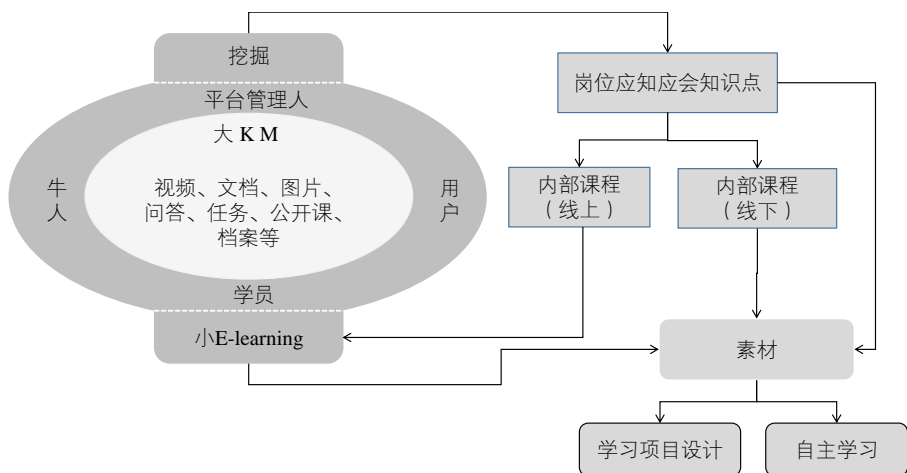 挖掘
平台管理人
大 K M
视频、文档、图片、
问答、任务、公开课、
档案等
牛
人
用
户
学员
小E-learning
岗位应知应会知识点
内部课程
（线上）
内部课程
（线下）
素材
学习项目设计
自主学习